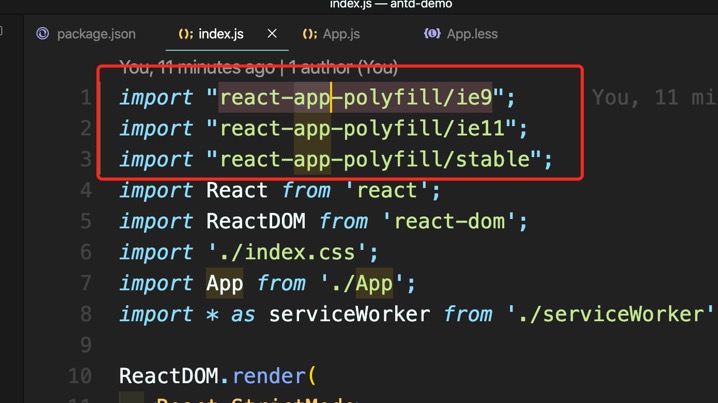 index.js — antd-demo
package.json
index.js
App.js
App.less
You, 11 minutes ago | 1 author (You)
1 import "react-app-polyfill/ie9"; You, 11 mi
2 import "react-app-polyfill/ie11";
3 import "react-app-polyfill/stable";
4 import React from 'react';
5 import ReactDOM from 'react-dom';
6 import './index.css';
7 import App from './App';
8 import * as serviceWorker from './serviceWorker'
9
10 ReactDOM.render(
11 React.StrictMode